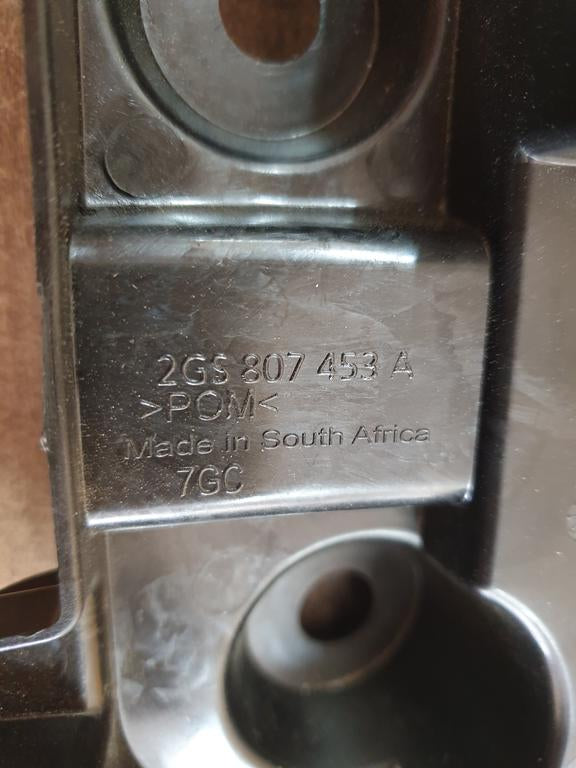 2GS 807 453 A
>POM<
Made in South Africa
7GC